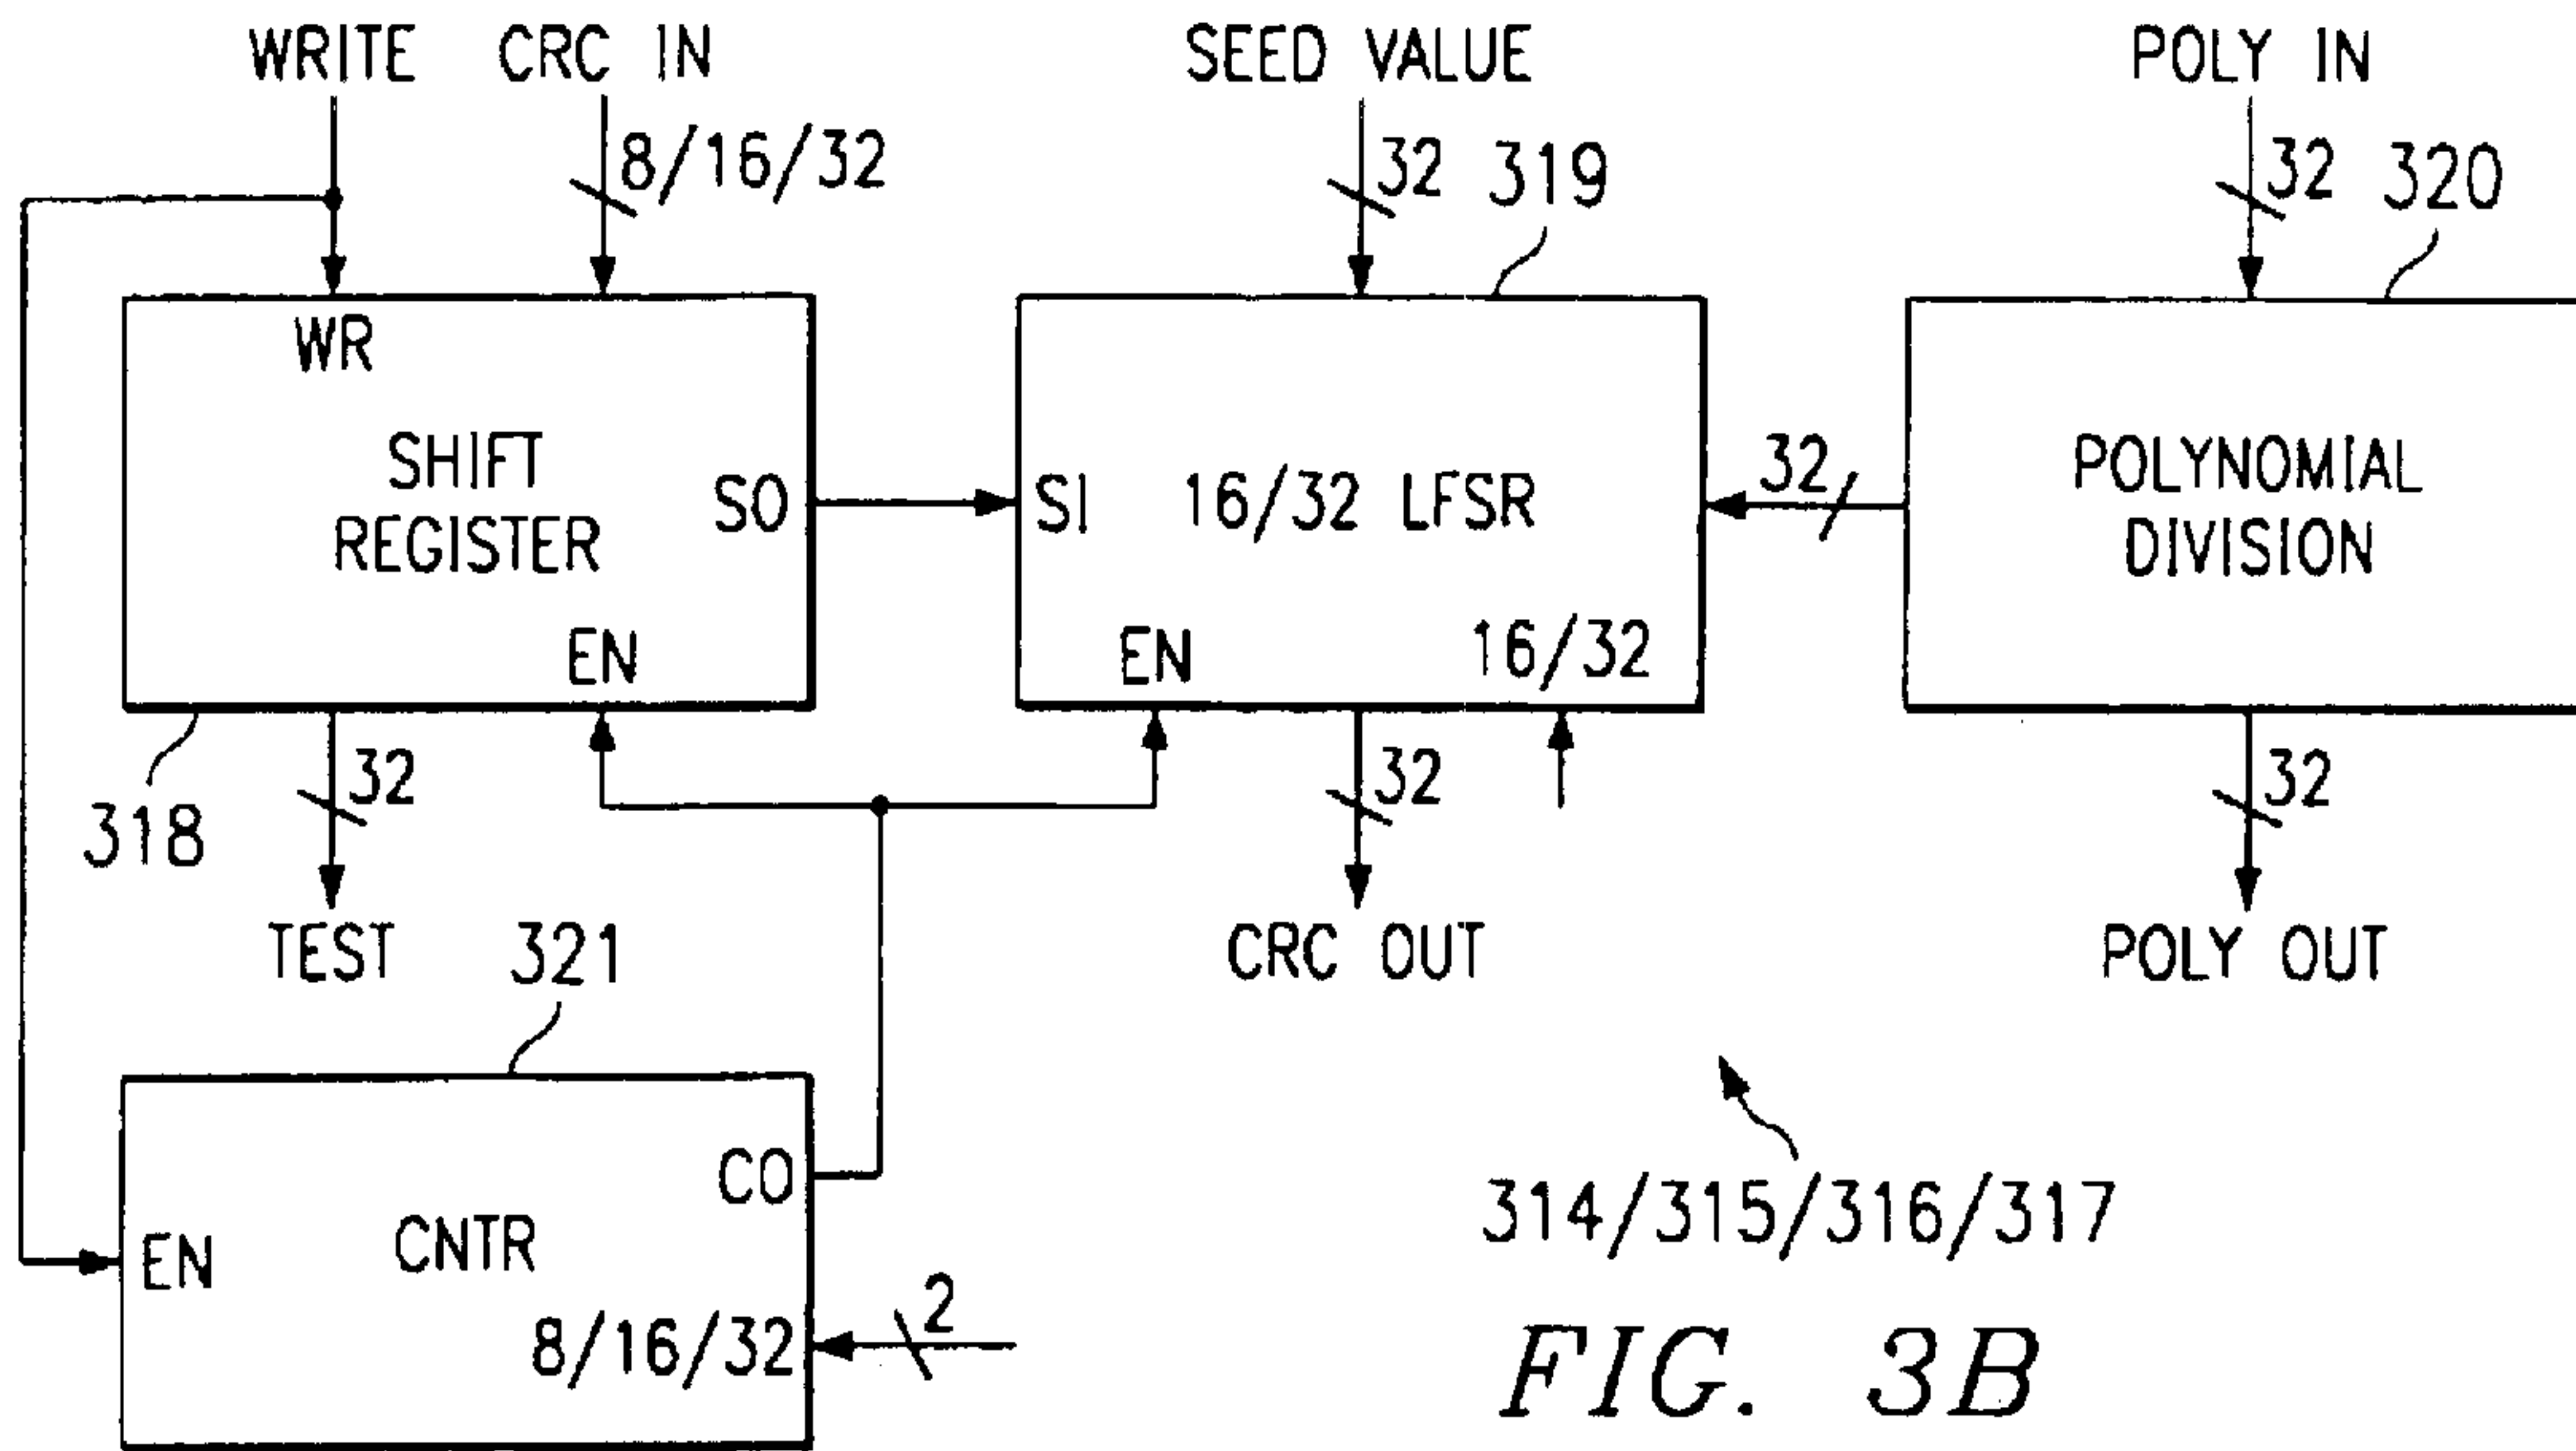 WRITE CRC IN SEED VALUE POLY IN
8/16/32 32 319 32 320
WR
SHIFT
REGISTER
SO
EN
SI 16/32 LFSR
EN 16/32
32
POLYNOMIAL
DIVISION
318 32 32 32
TEST 321 CRC OUT POLY OUT
CO
EN CNTR
8/16/32 2
314/315/316/317
FIG. 3B